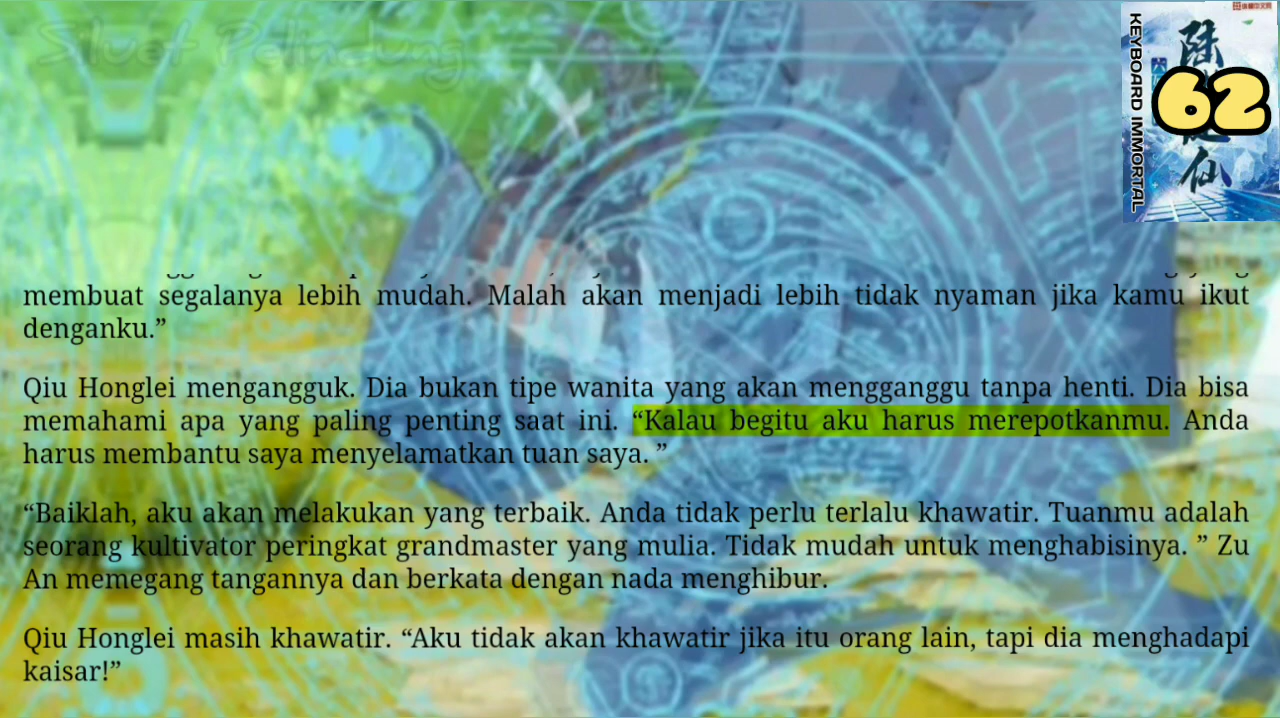 Siluet Pelindung
KEYBOARD IMMORTAL
62
membuat segalanya lebih mudah. Malah akan menjadi lebih tidak nyaman jika kamu ikut
denganku.”
Qiu Honglei mengangguk. Dia bukan tipe wanita yang akan mengganggu tanpa henti. Dia bisa
memahami apa yang paling penting saat ini. “Kalau begitu aku harus merepotkanmu. Anda
harus membantu saya menyelamatkan tuan saya. ”
“Baiklah, aku akan melakukan yang terbaik. Anda tidak perlu terlalu khawatir. Tuanmu adalah
seorang kultivator peringkat grandmaster yang mulia. Tidak mudah untuk menghabisinya. ” Zu
An memegang tangannya dan berkata dengan nada menghibur.
Qiu Honglei masih khawatir. “Aku tidak akan khawatir jika itu orang lain, tapi dia menghadapi
kaisar!”